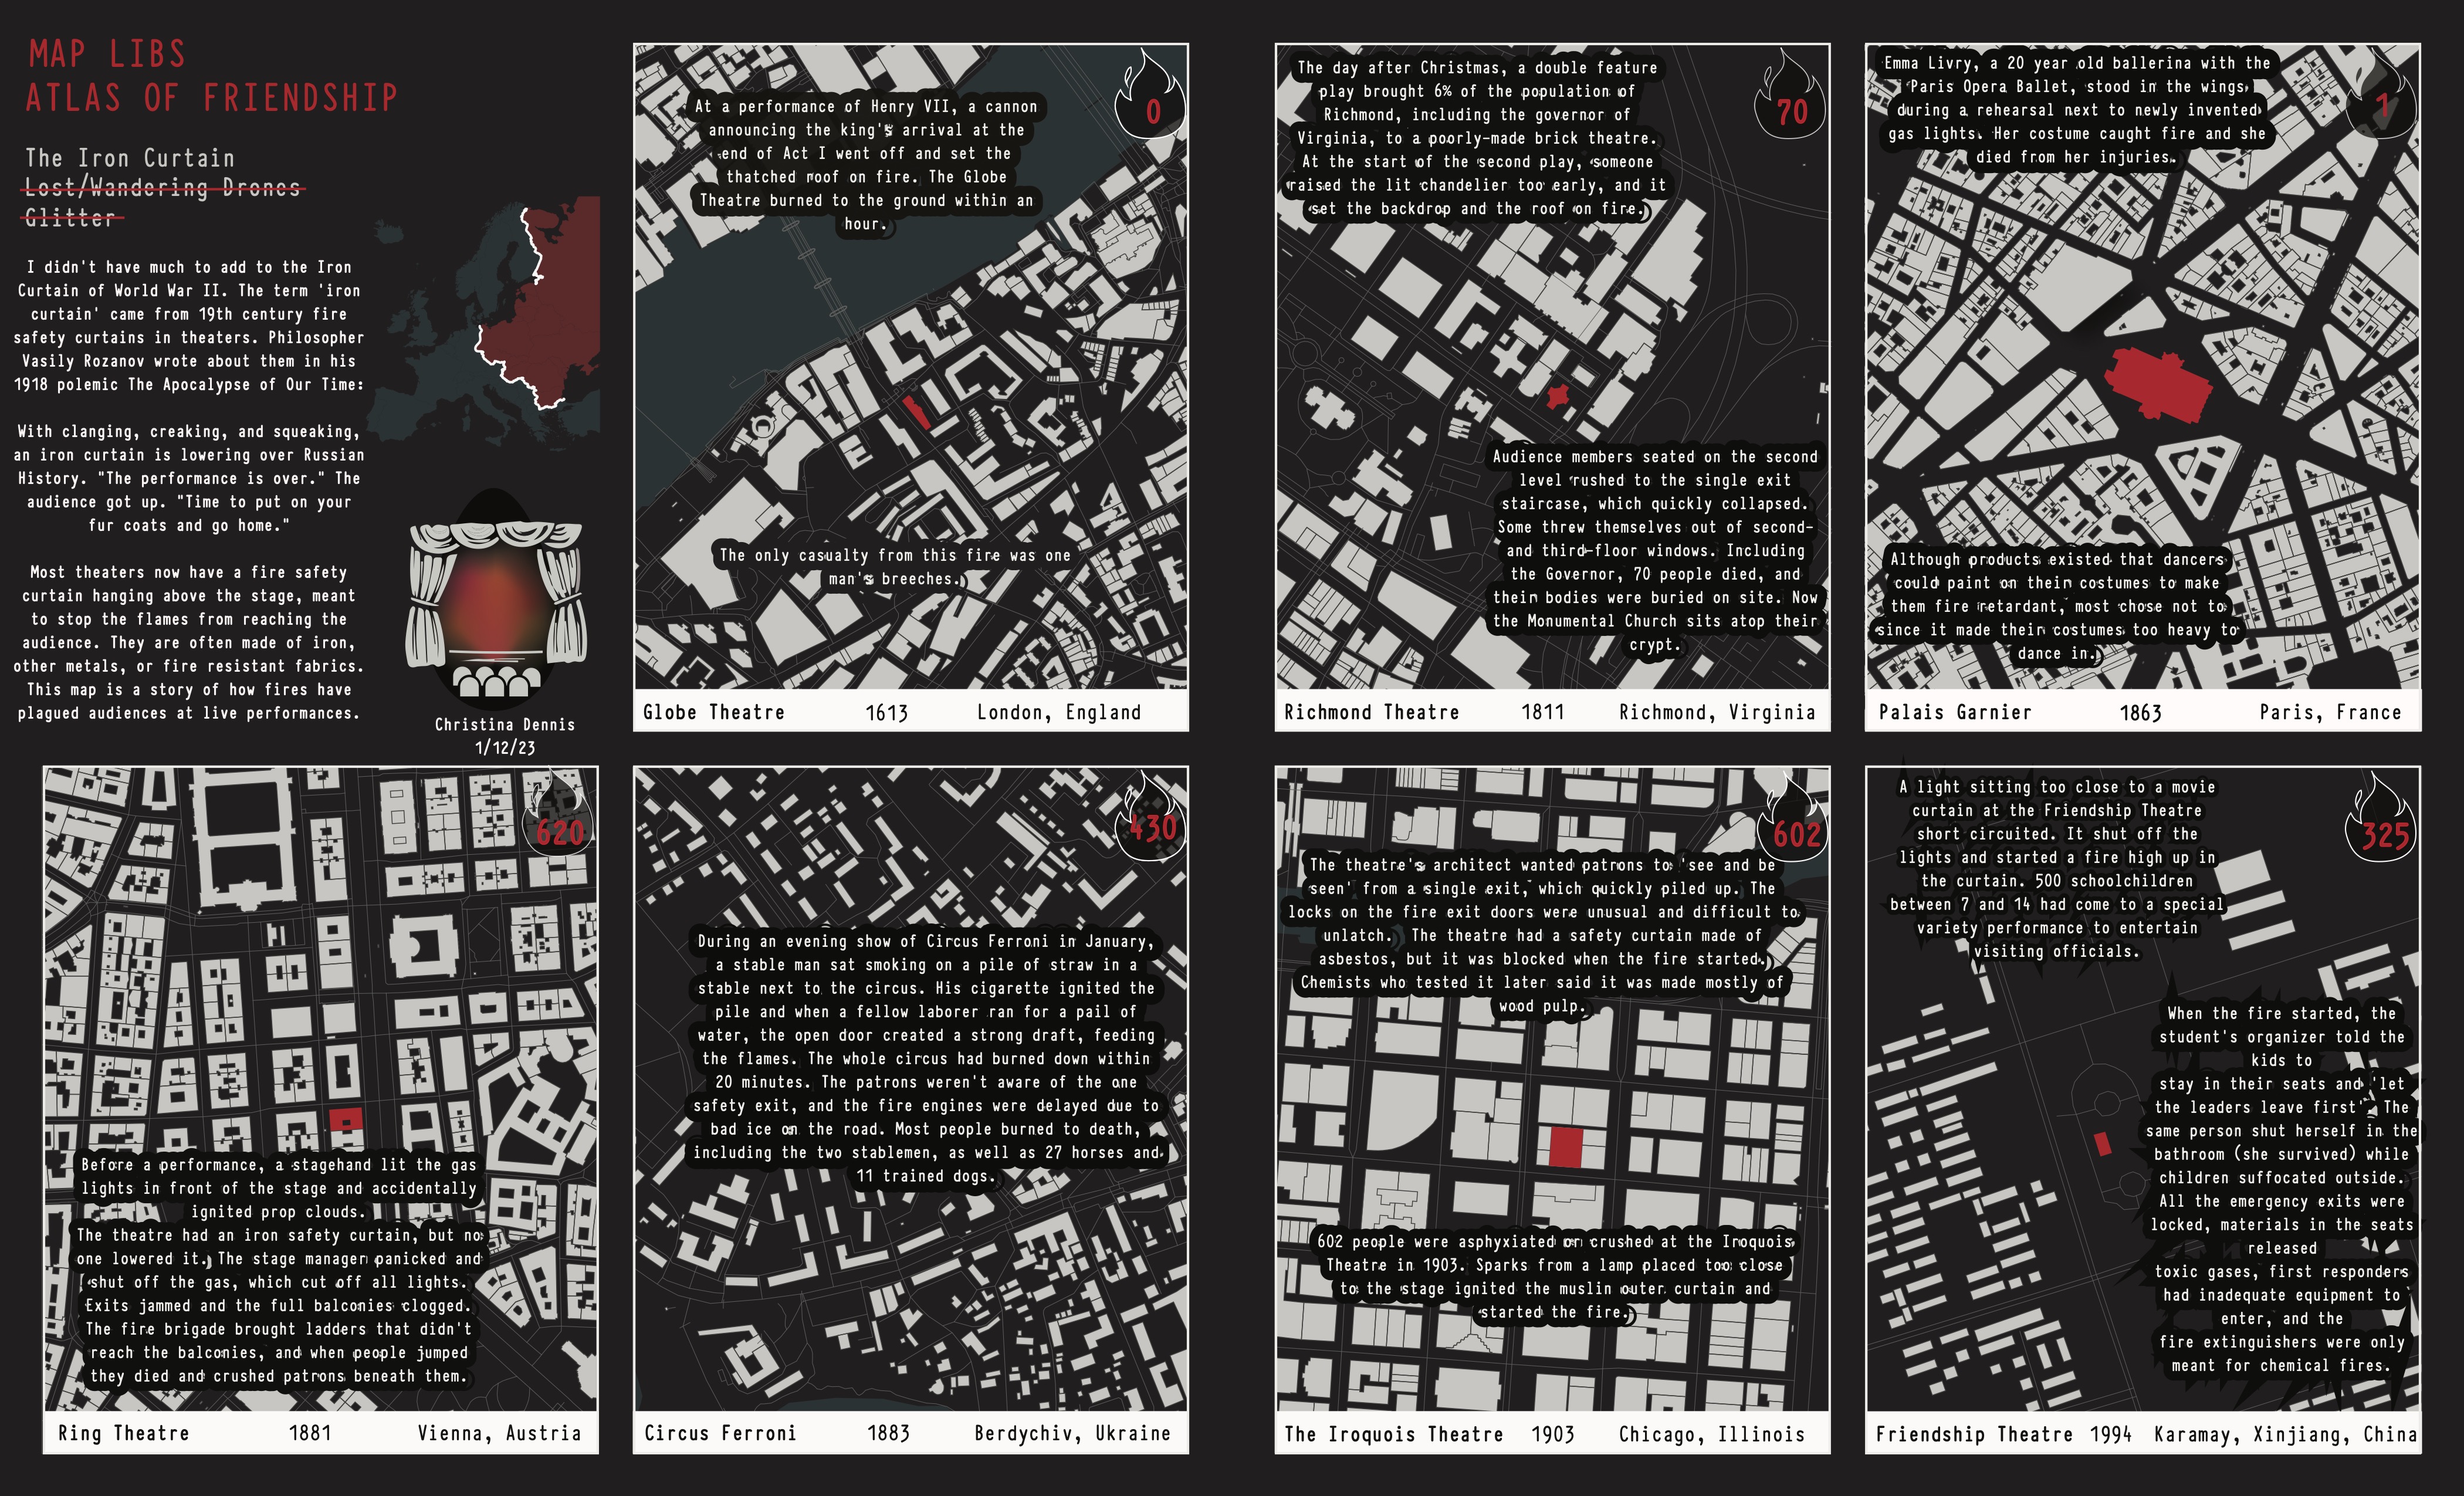 MAP LIBS
ATLAS OF FRIENDSHIP
The Iron Curtain
Lost/Wandering Drones
Glitter
I didn't have much to add to the Iron
Curtain of World War II. The term 'iron
curtain' came from 19th century fire
safety curtains in theaters. Philosopher
Vasily Rozanov wrote about them in his
1918 polemic The Apocalypse of Our Time:
With clanging, creaking, and squeaking,
an iron curtain is lowering over Russian
History. "The performance is over." The
audience got up. "Time to put on your
fur coats and go home."
Most theaters now have a fire safety
curtain hanging above the stage, meant
to stop the flames from reaching the
audience. They are often made of iron,
other metals, or fire resistant fabrics.
This map is a story of how fires have
plagued audiences at live performances.
Christina Dennis
1/12/23
At a performance of Henry VII, a cannon
announcing the king's arrival at the
end of Act I went off and set the
thatched roof on fire. The Globe
Theatre burned to the ground within an
hour.
0
The only casualty from this fire was one
man's breeches.
Globe Theatre 1613 London, England
The day after Christmas, a double feature
play brought 6% of the population of
Richmond, including the governor of
Virginia, to a poorly-made brick theatre.
At the start of the second play, someone
raised the lit chandelier too early, and it
set the backdrop and the roof on fire.
70
Audience members seated on the second
level rushed to the single exit
staircase, which quickly collapsed.
Some threw themselves out of second-
and third-floor windows. Including
the Governor, 70 people died, and
their bodies were buried on site. Now
the Monumental Church sits atop their
crypt.
Richmond Theatre 1811 Richmond, Virginia
Emma Livry, a 20 year old ballerina with the
Paris Opera Ballet, stood in the wings
during a rehearsal next to newly invented
gas lights. Her costume caught fire and she
died from her injuries.
1
Although products existed that dancers
could paint on their costumes to make
them fire retardant, most chose not to
since it made their costumes too heavy to
dance in.
Palais Garnier 1863 Paris, France
620
Before a performance, a stagehand lit the gas
lights in front of the stage and accidentally
ignited prop clouds.
The theatre had an iron safety curtain, but no
one lowered it. The stage manager panicked and
shut off the gas, which cut off all lights.
Exits jammed and the full balconies clogged.
The fire brigade brought ladders that didn't
reach the balconies, and when people jumped
they died and crushed patrons beneath them.
Ring Theatre 1881 Vienna, Austria
430
During an evening show of Circus Ferroni in January,
a stable man sat smoking on a pile of straw in a
stable next to the circus. His cigarette ignited the
pile and when a fellow laborer ran for a pail of
water, the open door created a strong draft, feeding
the flames. The whole circus had burned down within
20 minutes. The patrons weren't aware of the one
safety exit, and the fire engines were delayed due to
bad ice on the road. Most people burned to death,
including the two stablemen, as well as 27 horses and
11 trained dogs.
Circus Ferroni 1883 Berdychiv, Ukraine
602
The theatre's architect wanted patrons to 'see and be
seen' from a single exit, which quickly piled up. The
locks on the fire exit doors were unusual and difficult to
unlatch. The theatre had a safety curtain made of
asbestos, but it was blocked when the fire started.
Chemists who tested it later said it was made mostly of
wood pulp.
602 people were asphyxiated or crushed at the Iroquois
Theatre in 1903. Sparks from a lamp placed too close
to the stage ignited the muslin outer curtain and
started the fire.
The Iroquois Theatre 1903 Chicago, Illinois
A light sitting too close to a movie
curtain at the Friendship Theatre
short circuited. It shut off the
lights and started a fire high up in
the curtain. 500 schoolchildren
between 7 and 14 had come to a special
variety performance to entertain
visiting officials.
325
When the fire started, the
student's organizer told the
kids to
stay in their seats and 'let
the leaders leave first'. The
same person shut herself in the
bathroom (she survived) while
children suffocated outside.
All the emergency exits were
locked, materials in the seats
released
toxic gases, first responders
had inadequate equipment to
enter, and the
fire extinguishers were only
meant for chemical fires.
Friendship Theatre 1994 Karamay, Xinjiang, China